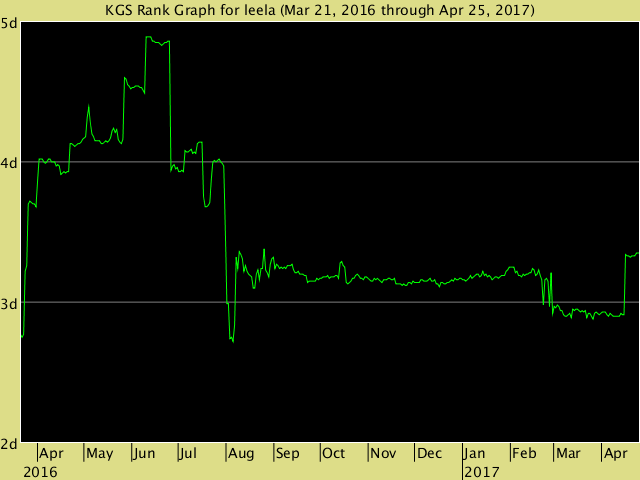 KGS Rank Graph for leela (Mar 21, 2016 through Apr 25, 2017)
5d
4d
3d
2d
Apr May Jun Jul Aug Sep Oct Nov Dec Jan Feb Mar Apr
2016 2017